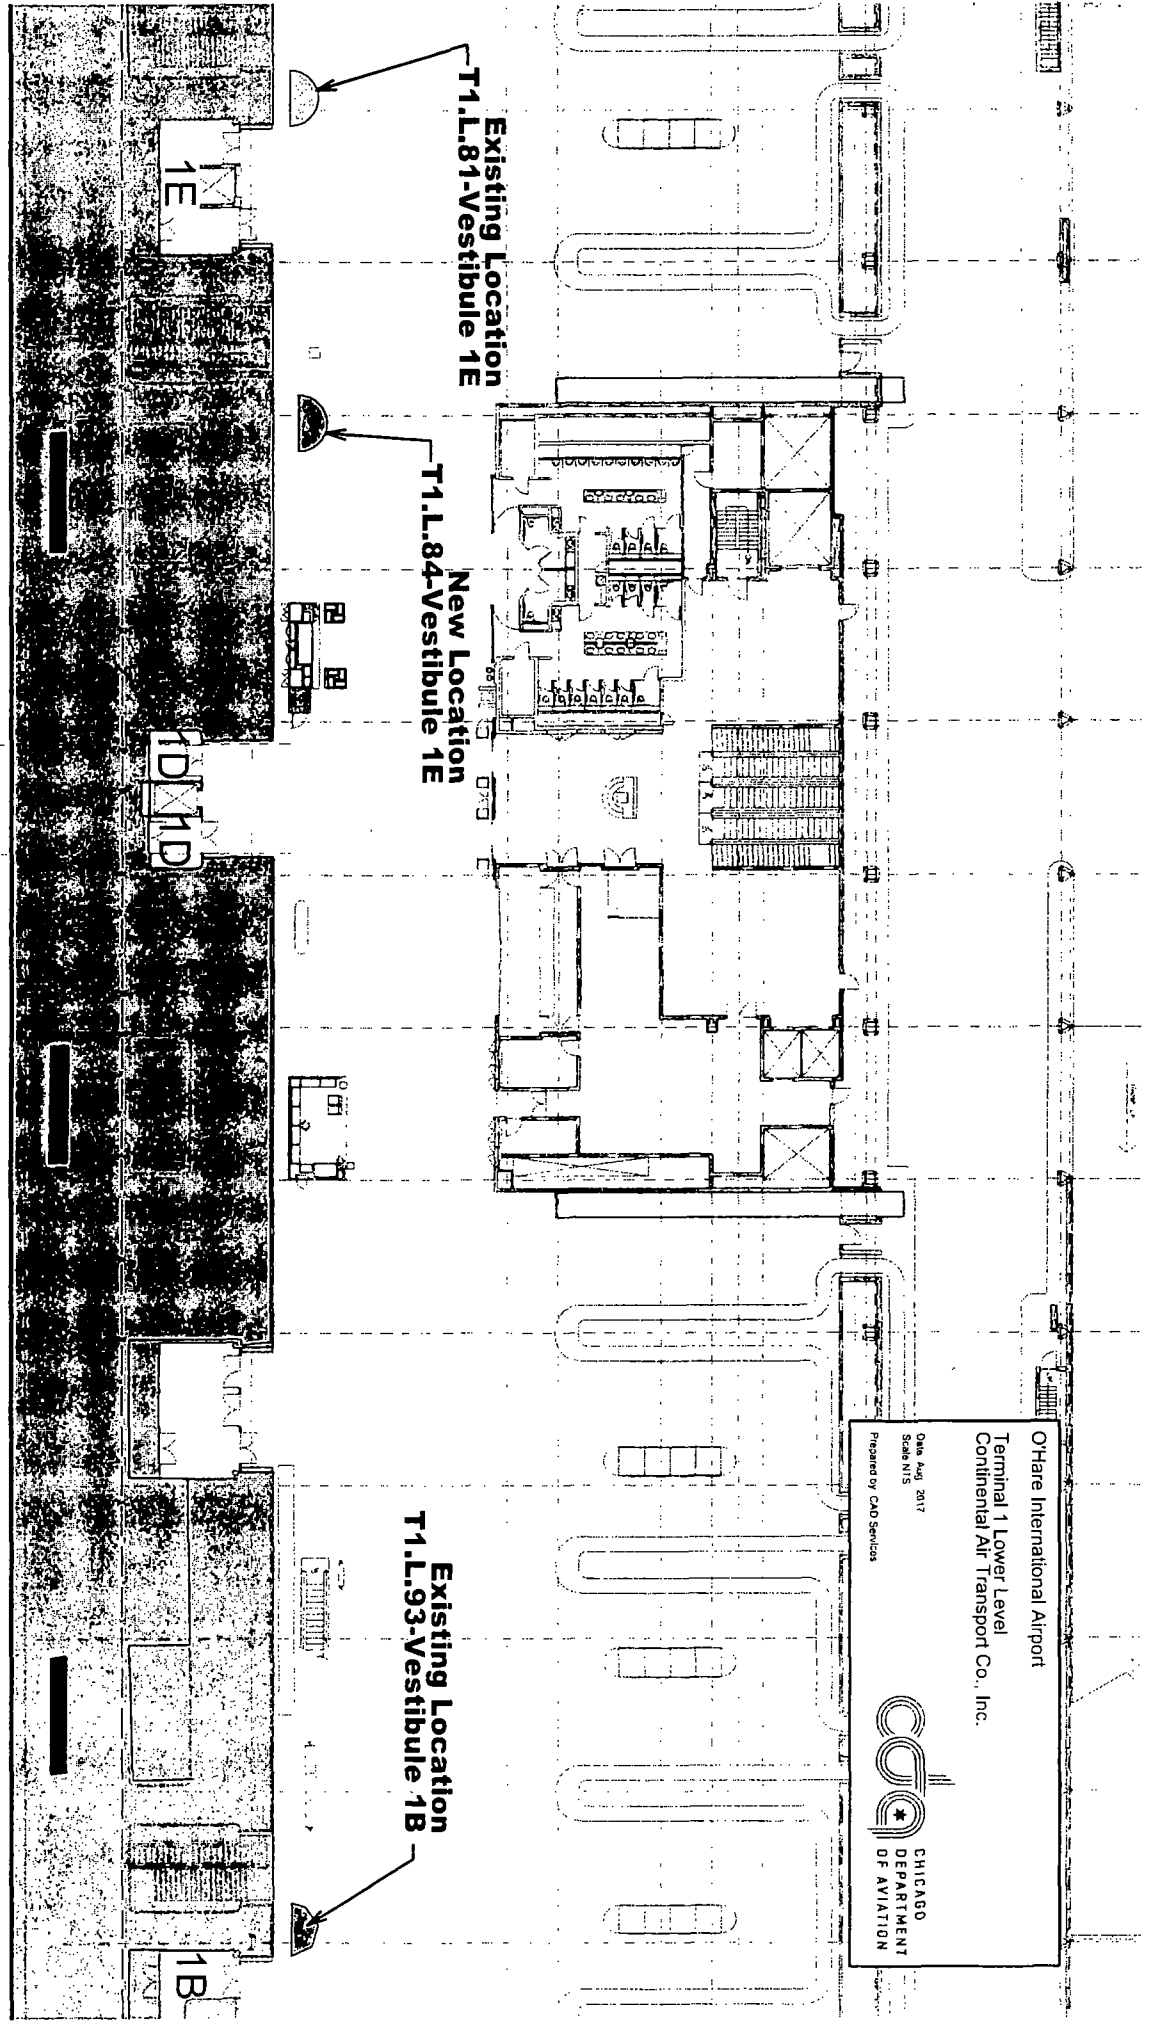 O'Hare International Airport
Terminal 1 Lower Level
Continental Air Transport Co., Inc.
Date Aug 2017
Scale NTS
Prepared by CAD Services
cda
CHICAGO
DEPARTMENT
OF AVIATION
Existing Location
T1.L.81-Vestibule 1E
New Location
T1.L.84-Vestibule 1E
Existing Location
T1.L.93-Vestibule 1B
1E
1D
1D
1B